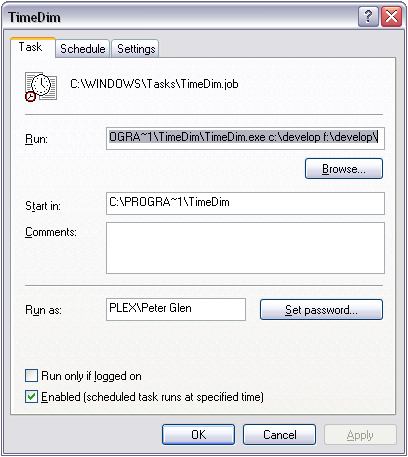 TimeDim
Task Schedule Settings
C:\WINDOWS\Tasks\TimeDim.job
Run: OGRA~1\TimeDim\TimeDim.exe c:\develop f:\develop\
Browse...
Start in: C:\PROGRA~1\TimeDim
Comments:
Run as: PLEX\Peter Glen Set password...
Run only if logged on
Enabled (scheduled task runs at specified time)
OK Cancel Apply